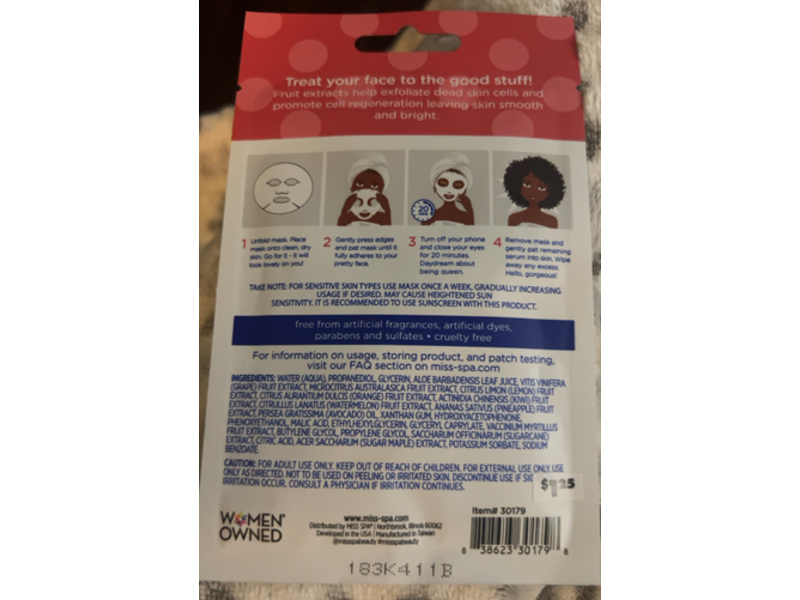 Treat your face to the good stuff!
Fruit extracts help exfoliate dead skin cells and
promote cell regeneration leaving skin smooth
and bright.
20
1 Unfold mask. Place
mask onto clean, dry
skin. Go for it - it will
look lovely on you!
2 Gently press edges
and pat mask until it
fully adheres to your
pretty face.
3 Turn off your phone
and close your eyes
for 20 minutes.
Daydream about
being queen.
4 Remove mask and
gently pat remaining
serum into skin. Wipe
away any excess.
Hello, gorgeous!
TAKE NOTE: FOR SENSITIVE SKIN TYPES USE MASK ONCE A WEEK, GRADUALLY INCREASING
USAGE IF DESIRED. MAY CAUSE HEIGHTENED SUN
SENSITIVITY. IT IS RECOMMENDED TO USE SUNSCREEN WITH THIS PRODUCT.
free from artificial fragrances, artificial dyes,
parabens and sulfates • cruelty free
For information on usage, storing product, and patch testing,
visit our FAQ section on miss-spa.com
INGREDIENTS: WATER (AQUA), PROPANEDIOL, GLYCERIN, ALOE BARBADENSIS LEAF JUICE, VITIS VINIFERA
(GRAPE) FRUIT EXTRACT, MICROCITRUS AUSTRALASICA FRUIT EXTRACT, CITRUS LIMON (LEMON) FRUIT
EXTRACT, CITRUS AURANTIUM DULCIS (ORANGE) FRUIT EXTRACT, ACTINIDIA CHINENSIS (KIWI) FRUIT
EXTRACT, CITRULLUS LANATUS (WATERMELON) FRUIT EXTRACT, ANANAS SATIVUS (PINEAPPLE) FRUIT
EXTRACT, PERSEA GRATISSIMA (AVOCADO) OIL, XANTHAN GUM, HYDROXYACETOPHENONE,
PHENOXYETHANOL, MALIC ACID, ETHYLHEXYLGLYCERIN, GLYCERYL CAPRYLATE, VACCINIUM MYRTILLUS
FRUIT EXTRACT, BUTYLENE GLYCOL, PROPYLENE GLYCOL, SACCHARUM OFFICINARUM (SUGARCANE)
EXTRACT, CITRIC ACID, ACER SACCHARUM (SUGAR MAPLE) EXTRACT, POTASSIUM SORBATE, SODIUM
BENZOATE.
CAUTION: FOR ADULT USE ONLY. KEEP OUT OF REACH OF CHILDREN. FOR EXTERNAL USE ONLY. USE
ONLY AS DIRECTED. NOT TO BE USED ON PEELING OR IRRITATED SKIN. DISCONTINUE USE IF
IRRITATION OCCUR. CONSULT A PHYSICIAN IF IRRITATION CONTINUES.
$1.25
WOMEN
OWNED
www.miss-spa.com
Distributed by MISS SPA® | Northbrook, Illinois 60062
Developed in the USA | Manufactured in Taiwan
@missspabeauty #missspabeauty
Item# 30179
8 38623 30179 8
183K411B